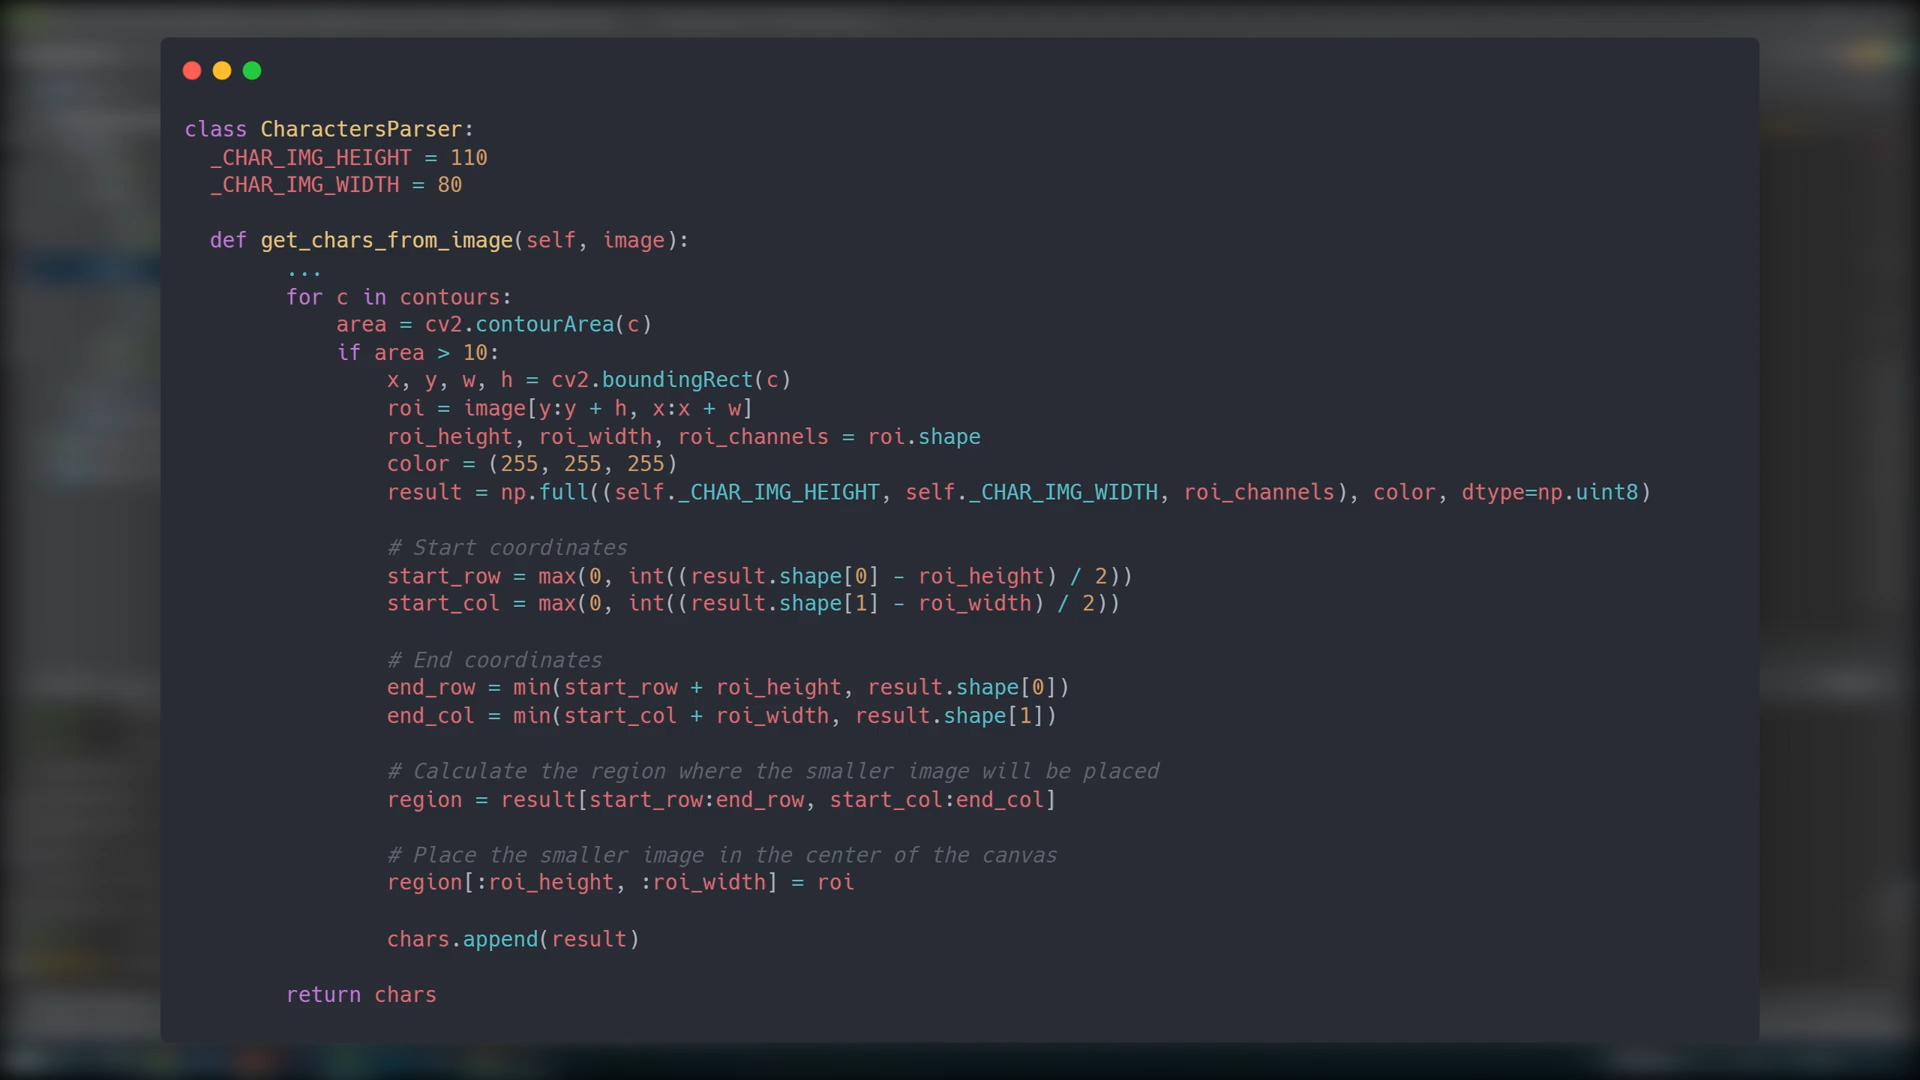 class CharactersParser:
  _CHAR_IMG_HEIGHT = 110
  _CHAR_IMG_WIDTH = 80
  def get_chars_from_image(self, image):
        ...
        for c in contours:
            area = cv2.contourArea(c)
            if area > 10:
                x, y, w, h = cv2.boundingRect(c)
                roi = image[y:y + h, x:x + w]
                roi_height, roi_width, roi_channels = roi.shape
                color = (255, 255, 255)
                result = np.full((self._CHAR_IMG_HEIGHT, self._CHAR_IMG_WIDTH, roi_channels), color, dtype=np.uint8)
                # Start coordinates
                start_row = max(0, int((result.shape[0] - roi_height) / 2))
                start_col = max(0, int((result.shape[1] - roi_width) / 2))
                # End coordinates
                end_row = min(start_row + roi_height, result.shape[0])
                end_col = min(start_col + roi_width, result.shape[1])
                # Calculate the region where the smaller image will be placed
                region = result[start_row:end_row, start_col:end_col]
                # Place the smaller image in the center of the canvas
                region[:roi_height, :roi_width] = roi
                chars.append(result)
        return chars